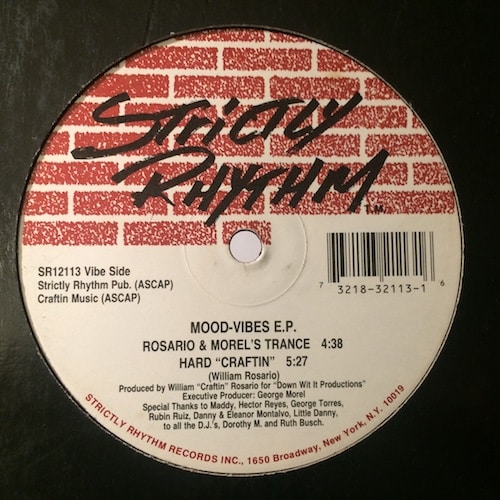 STRICTLY
RHYTHM
T.M.
SR12113 Vibe Side
Strictly Rhythm Pub. (ASCAP)
Craftin Music (ASCAP)
7 73218-32113-1 6
MOOD-VIBES E.P.
ROSARIO & MOREL'S TRANCE 4:38
HARD "CRAFTIN" 5:27
(William Rosario)
Produced by William "Craftin" Rosario for "Down Wit It Productions"
Executive Producer: George Morel
Special Thanks to Maddy, Hector Reyes, George Torres,
Rubin Ruiz, Danny & Eleanor Montalvo, Little Danny,
to all the D.J.'s, Dorothy M. and Ruth Busch.
STRICTLY RHYTHM RECORDS INC., 1650 Broadway, New York, N.Y. 10019